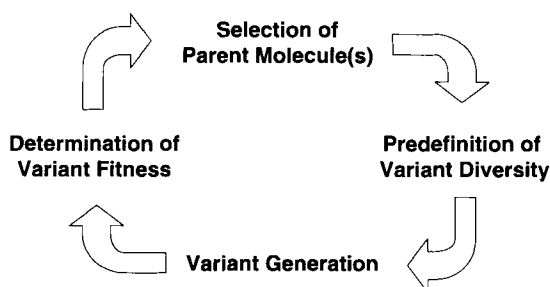 Selection of
Parent Molecule(s)
Predefinition of
Variant Diversity
Variant Generation
Determination of
Variant Fitness